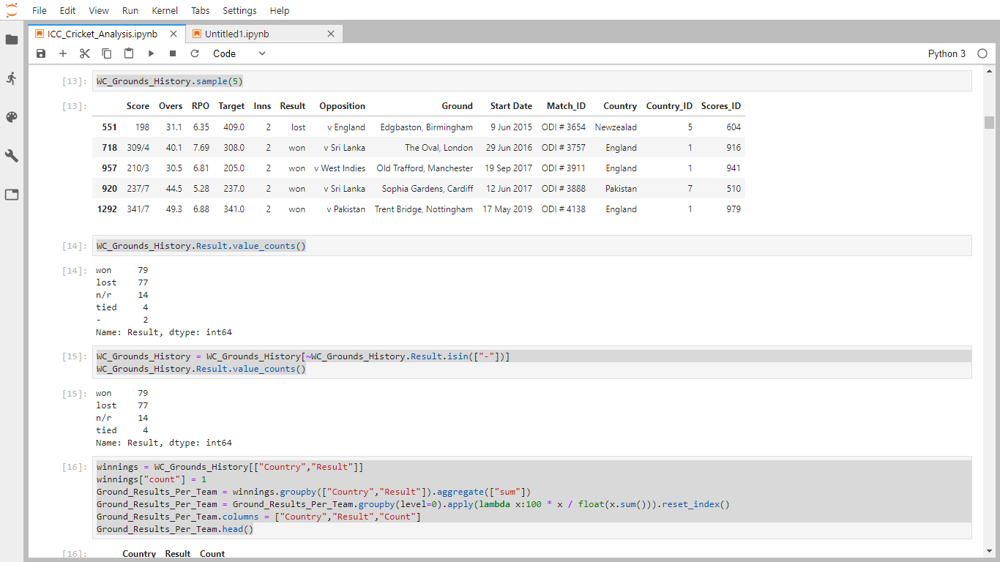 File Edit View Run Kernel Tabs Settings Help
ICC_Cricket_Analysis.ipynb Untitled1.ipynb
Code Python 3
[13]: WC_Grounds_History.sample(5)
[13]: Score Overs RPO Target Inns Result Opposition Ground Start Date Match_ID Country Country_ID Scores_ID
551 198 31.1 6.35 409.0 2 lost v England Edgbaston, Birmingham 9 Jun 2015 ODI # 3654 Newzealad 5 604
718 309/4 40.1 7.69 308.0 2 won v Sri Lanka The Oval, London 29 Jun 2016 ODI # 3757 England 1 916
957 210/3 30.5 6.81 205.0 2 won v West Indies Old Trafford, Manchester 19 Sep 2017 ODI # 3911 England 1 941
920 237/7 44.5 5.28 237.0 2 won v Sri Lanka Sophia Gardens, Cardiff 12 Jun 2017 ODI # 3888 Pakistan 7 510
1292 341/7 49.3 6.88 341.0 2 won v Pakistan Trent Bridge, Nottingham 17 May 2019 ODI # 4138 England 1 979
[14]: WC_Grounds_History.Result.value_counts()
[14]: won 79
lost 77
n/r 14
tied 4
- 2
Name: Result, dtype: int64
[15]: WC_Grounds_History = WC_Grounds_History[~WC_Grounds_History.Result.isin(["-"])]
WC_Grounds_History.Result.value_counts()
[15]: won 79
lost 77
n/r 14
tied 4
Name: Result, dtype: int64
[16]: winnings = WC_Grounds_History[["Country","Result"]]
winnings["count"] = 1
Ground_Results_Per_Team = winnings.groupby(["Country","Result"]).aggregate(["sum"])
Ground_Results_Per_Team = Ground_Results_Per_Team.groupby(level=0).apply(lambda x:100 * x / float(x.sum())).reset_index()
Ground_Results_Per_Team.columns = ["Country","Result","Count"]
Ground_Results_Per_Team.head()
[16]: Country Result Count